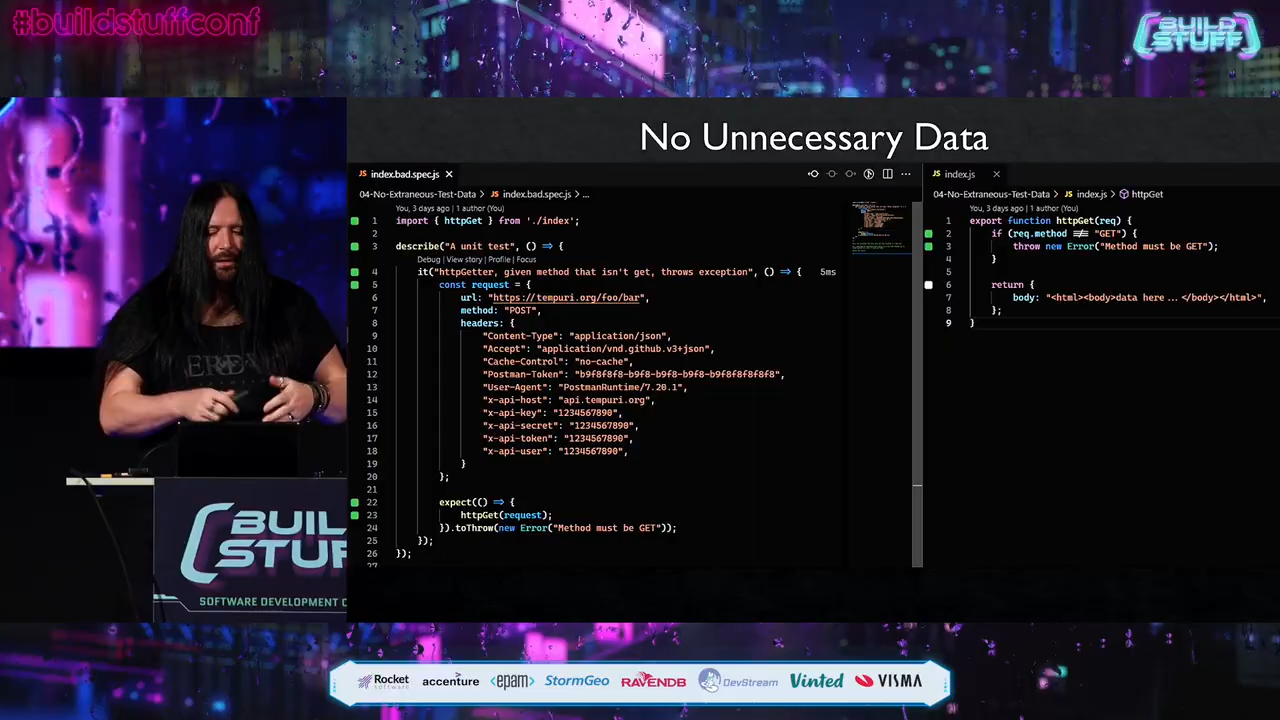 #buildstuffconf
BUILD
STUFF
No Unnecessary Data
JS index.bad.spec.js ×
04-No-Extraneous-Test-Data > JS index.bad.spec.js > ...
You, 3 days ago | 1 author (You)
1 import { httpGet } from './index';
2
3 describe("A unit test", () => {
Debug | View story | Profile | Focus
4 it("httpGetter, given method that isn't get, throws exception", () => { 5ms
5 const request = {
6 url: "https://tempuri.org/foo/bar",
7 method: "POST",
8 headers: {
9 "Content-Type": "application/json",
10 "Accept": "application/vnd.github.v3+json",
11 "Cache-Control": "no-cache",
12 "Postman-Token": "b9f8f8f8-b9f8-b9f8-b9f8-b9f8f8f8f8f8",
13 "User-Agent": "PostmanRuntime/7.20.1",
14 "x-api-host": "api.tempuri.org",
15 "x-api-key": "1234567890",
16 "x-api-secret": "1234567890",
17 "x-api-token": "1234567890",
18 "x-api-user": "1234567890",
19 }
20 };
21
22 expect(() => {
23 httpGet(request);
24 }).toThrow(new Error("Method must be GET"));
25 });
26 });
27
JS index.js ×
04-No-Extraneous-Test-Data > JS index.js > httpGet
You, 3 days ago | 1 author (You)
1 export function httpGet(req) {
2 if (req.method !== "GET") {
3 throw new Error("Method must be GET");
4 }
5
6 return {
7 body: "<html><body>data here...</body></html>",
8 };
9 }
BUIL
STUF
SOFTWARE DEVELOPMENT C
Rocket
software
accenture
<epam>
StormGeo
RAVENDB
DevStream
Vinted
VISMA